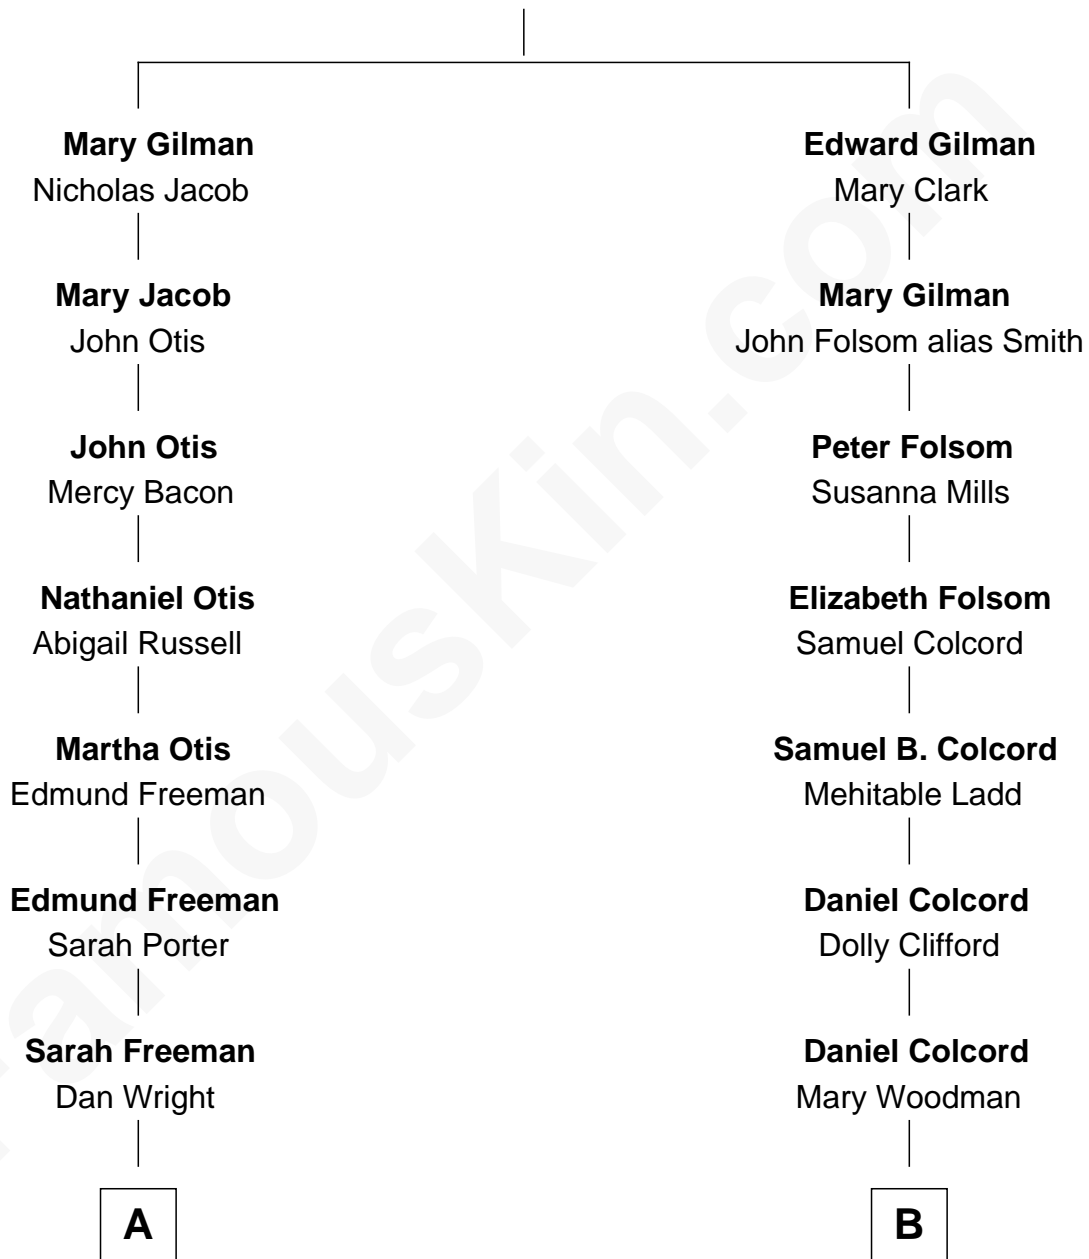 Mary Gilman
Nicholas Jacob
Mary Jacob
John Otis
John Otis
Mercy Bacon
Nathaniel Otis
Abigail Russell
Martha Otis
Edmund Freeman
Edmund Freeman
Sarah Porter
Sarah Freeman
Dan Wright
A
Edward Gilman
Mary Clark
Mary Gilman
John Folsom alias Smith
Peter Folsom
Susanna Mills
Elizabeth Folsom
Samuel Colcord
Samuel B. Colcord
Mehitable Ladd
Daniel Colcord
Dolly Clifford
Daniel Colcord
Mary Woodman
B
FamousKin.com